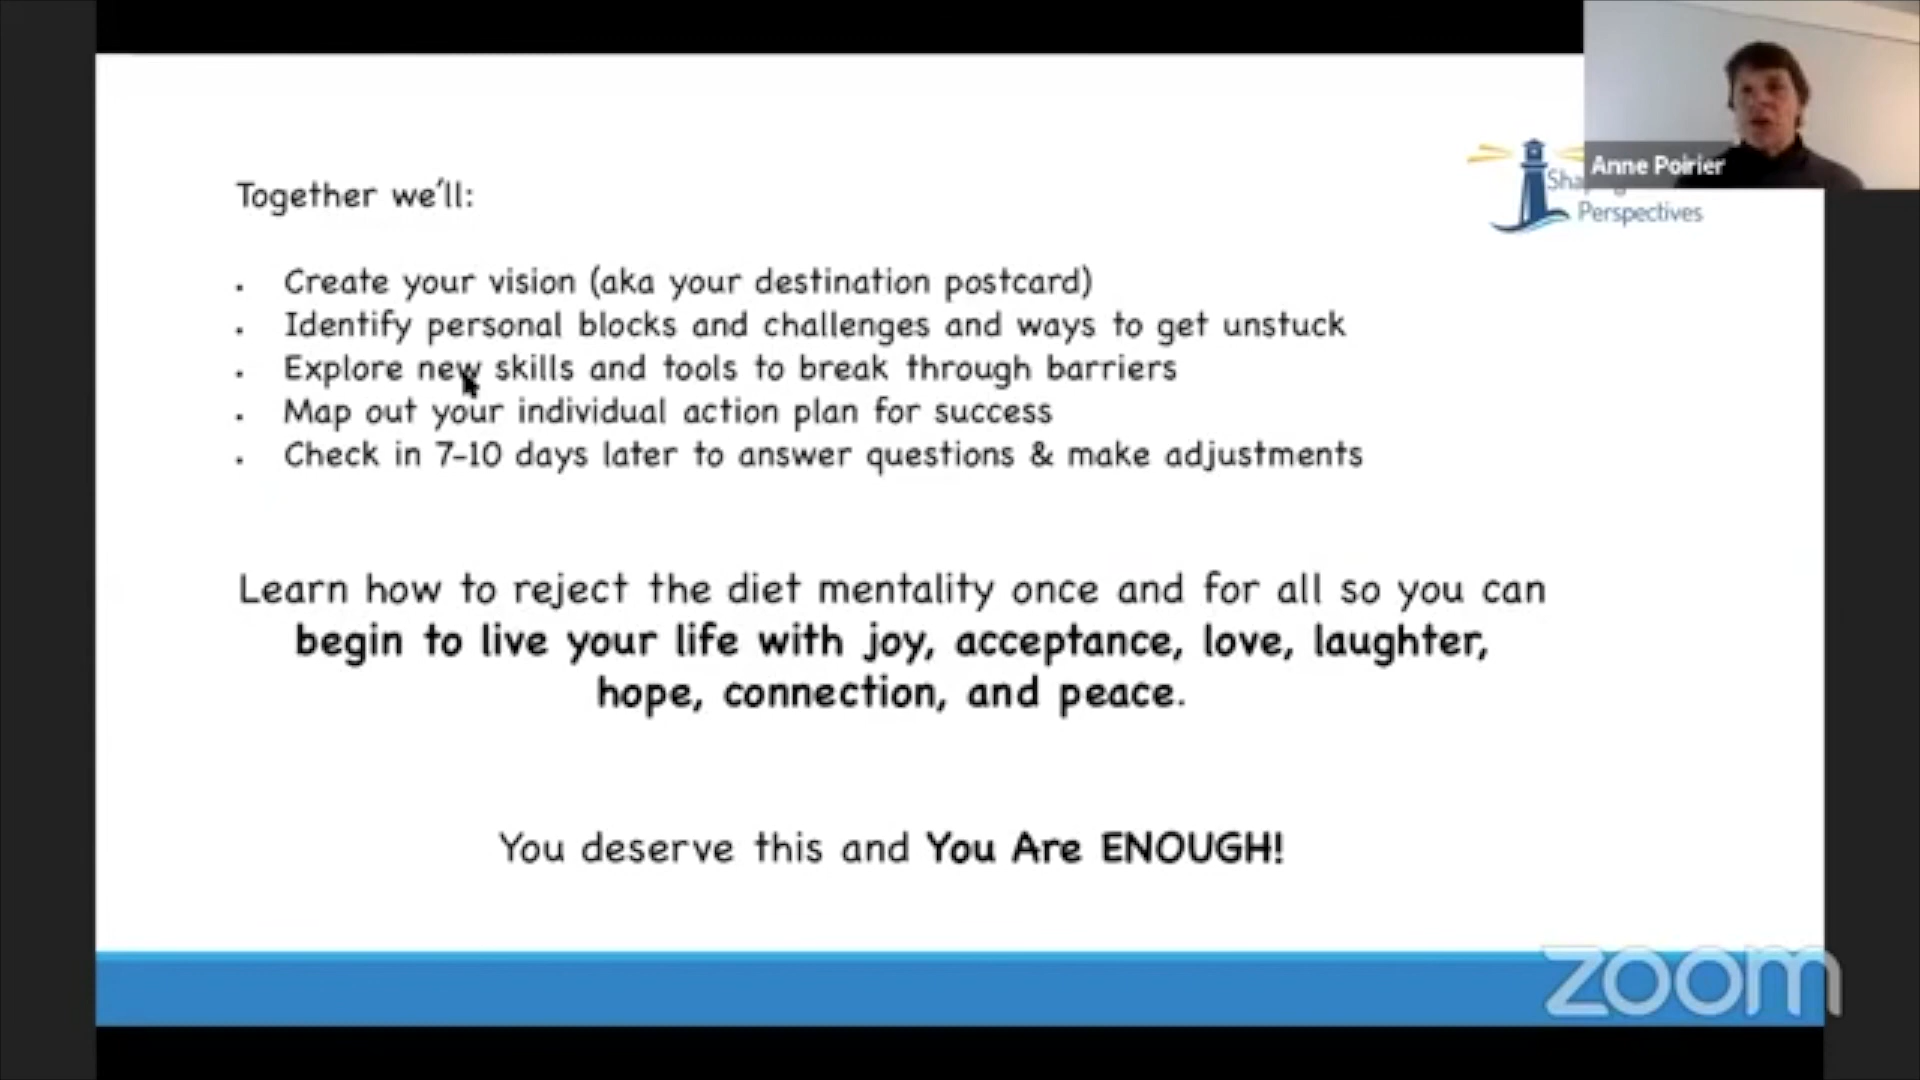 Together we'll:
Anne Poirier
Perspectives
• Create your vision (aka your destination postcard)
• Identify personal blocks and challenges and ways to get unstuck
• Explore new skills and tools to break through barriers
• Map out your individual action plan for success
• Check in 7-10 days later to answer questions & make adjustments
Learn how to reject the diet mentality once and for all so you can
begin to live your life with joy, acceptance, love, laughter,
hope, connection, and peace.
You deserve this and You Are ENOUGH!
zoom